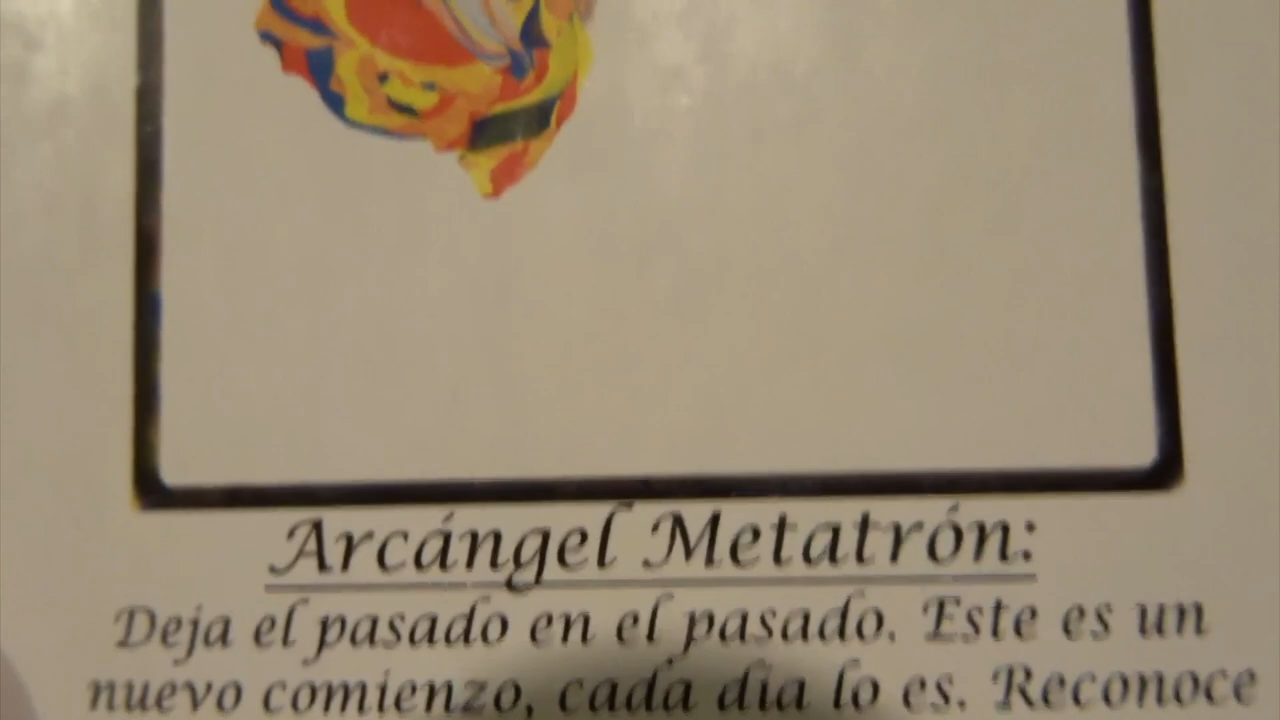 Arcángel Metatrón:
Deja el pasado en el pasado. Este es un
nuevo comienzo, cada día lo es. Reconoce